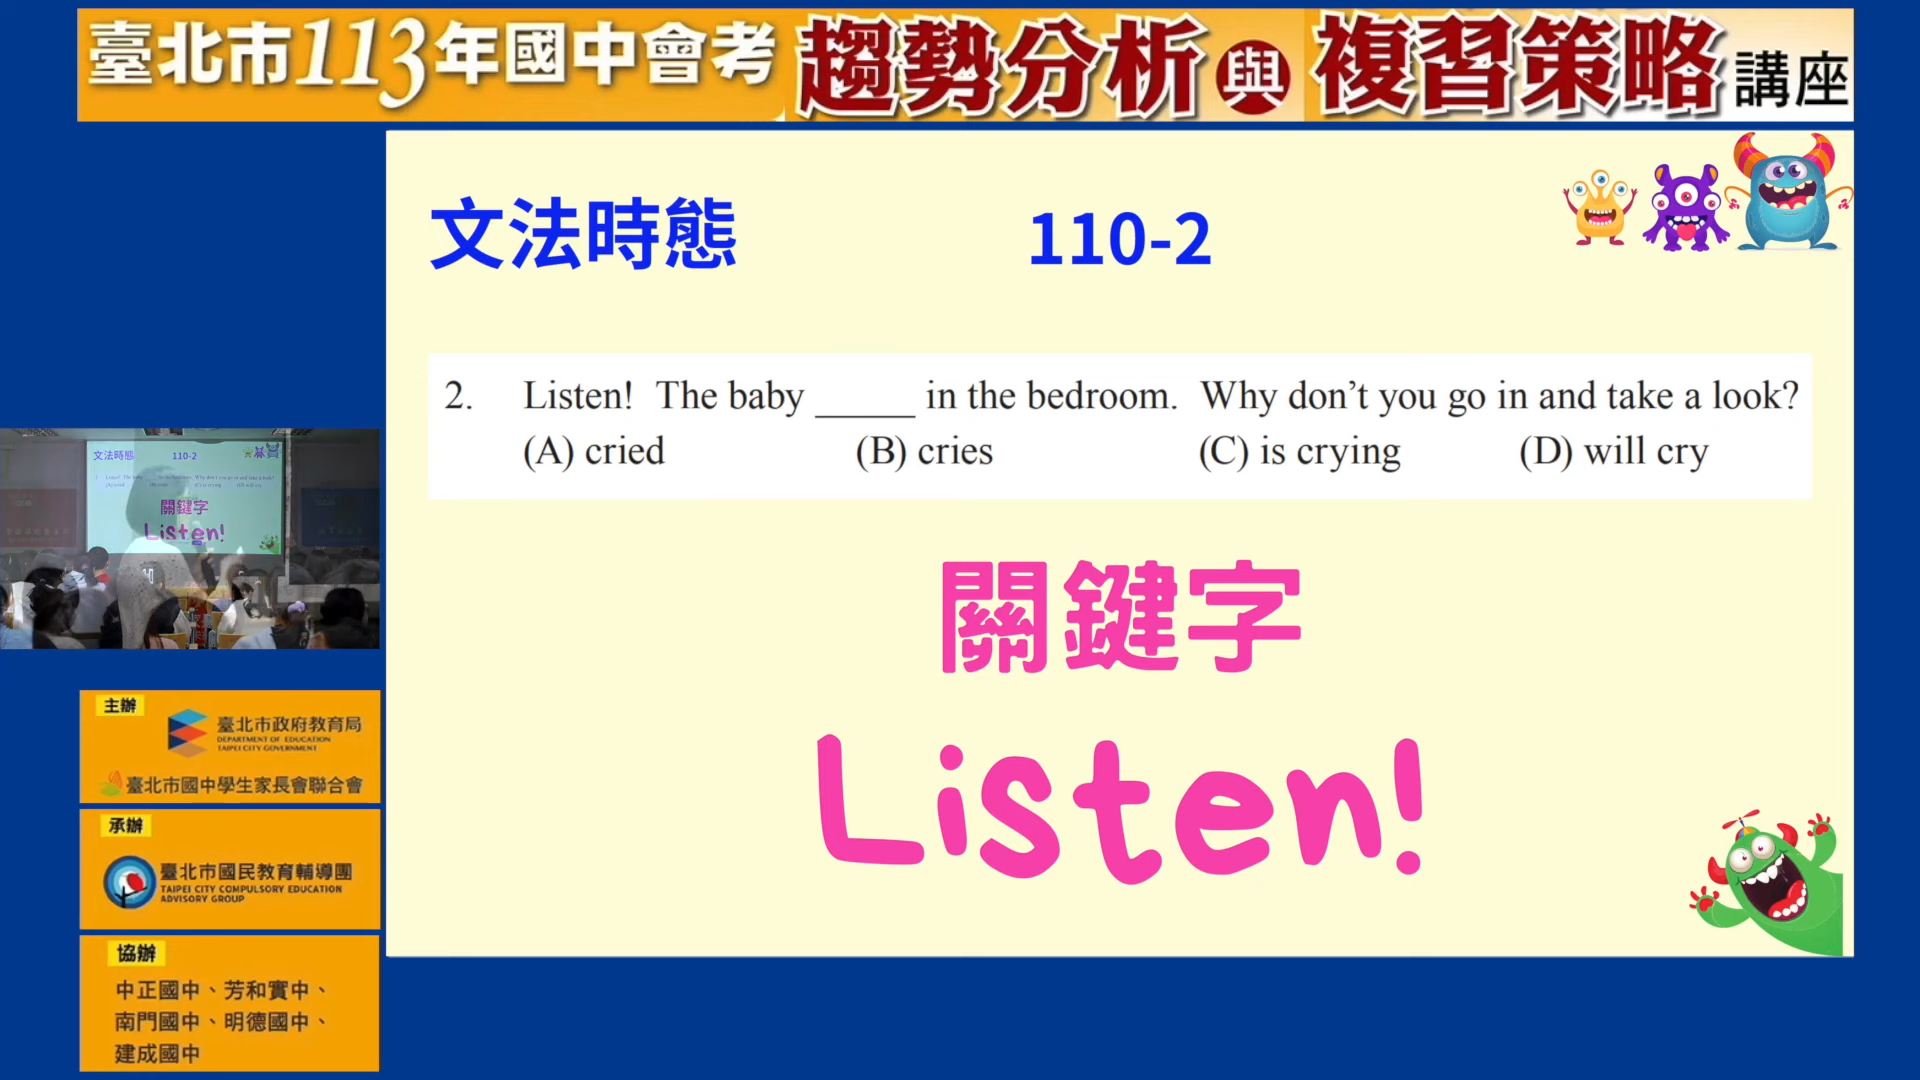 臺北市113年國中會考 趨勢分析與複習策略講座
文法時態 110-2
2. Listen! The baby _____ in the bedroom. Why don't you go in and take a look?
(A) cried (B) cries (C) is crying (D) will cry
關鍵字
Listen!
文法時態 110-2
關鍵字
Listen!
主辦
臺北市政府教育局
DEPARTMENT OF EDUCATION
TAIPEI CITY GOVERNMENT
臺北市國中學生家長會聯合會
承辦
臺北市國民教育輔導團
TAIPEI CITY COMPULSORY EDUCATION
ADVISORY GROUP
協辦
中正國中、芳和實中、
南門國中、明德國中、
建成國中